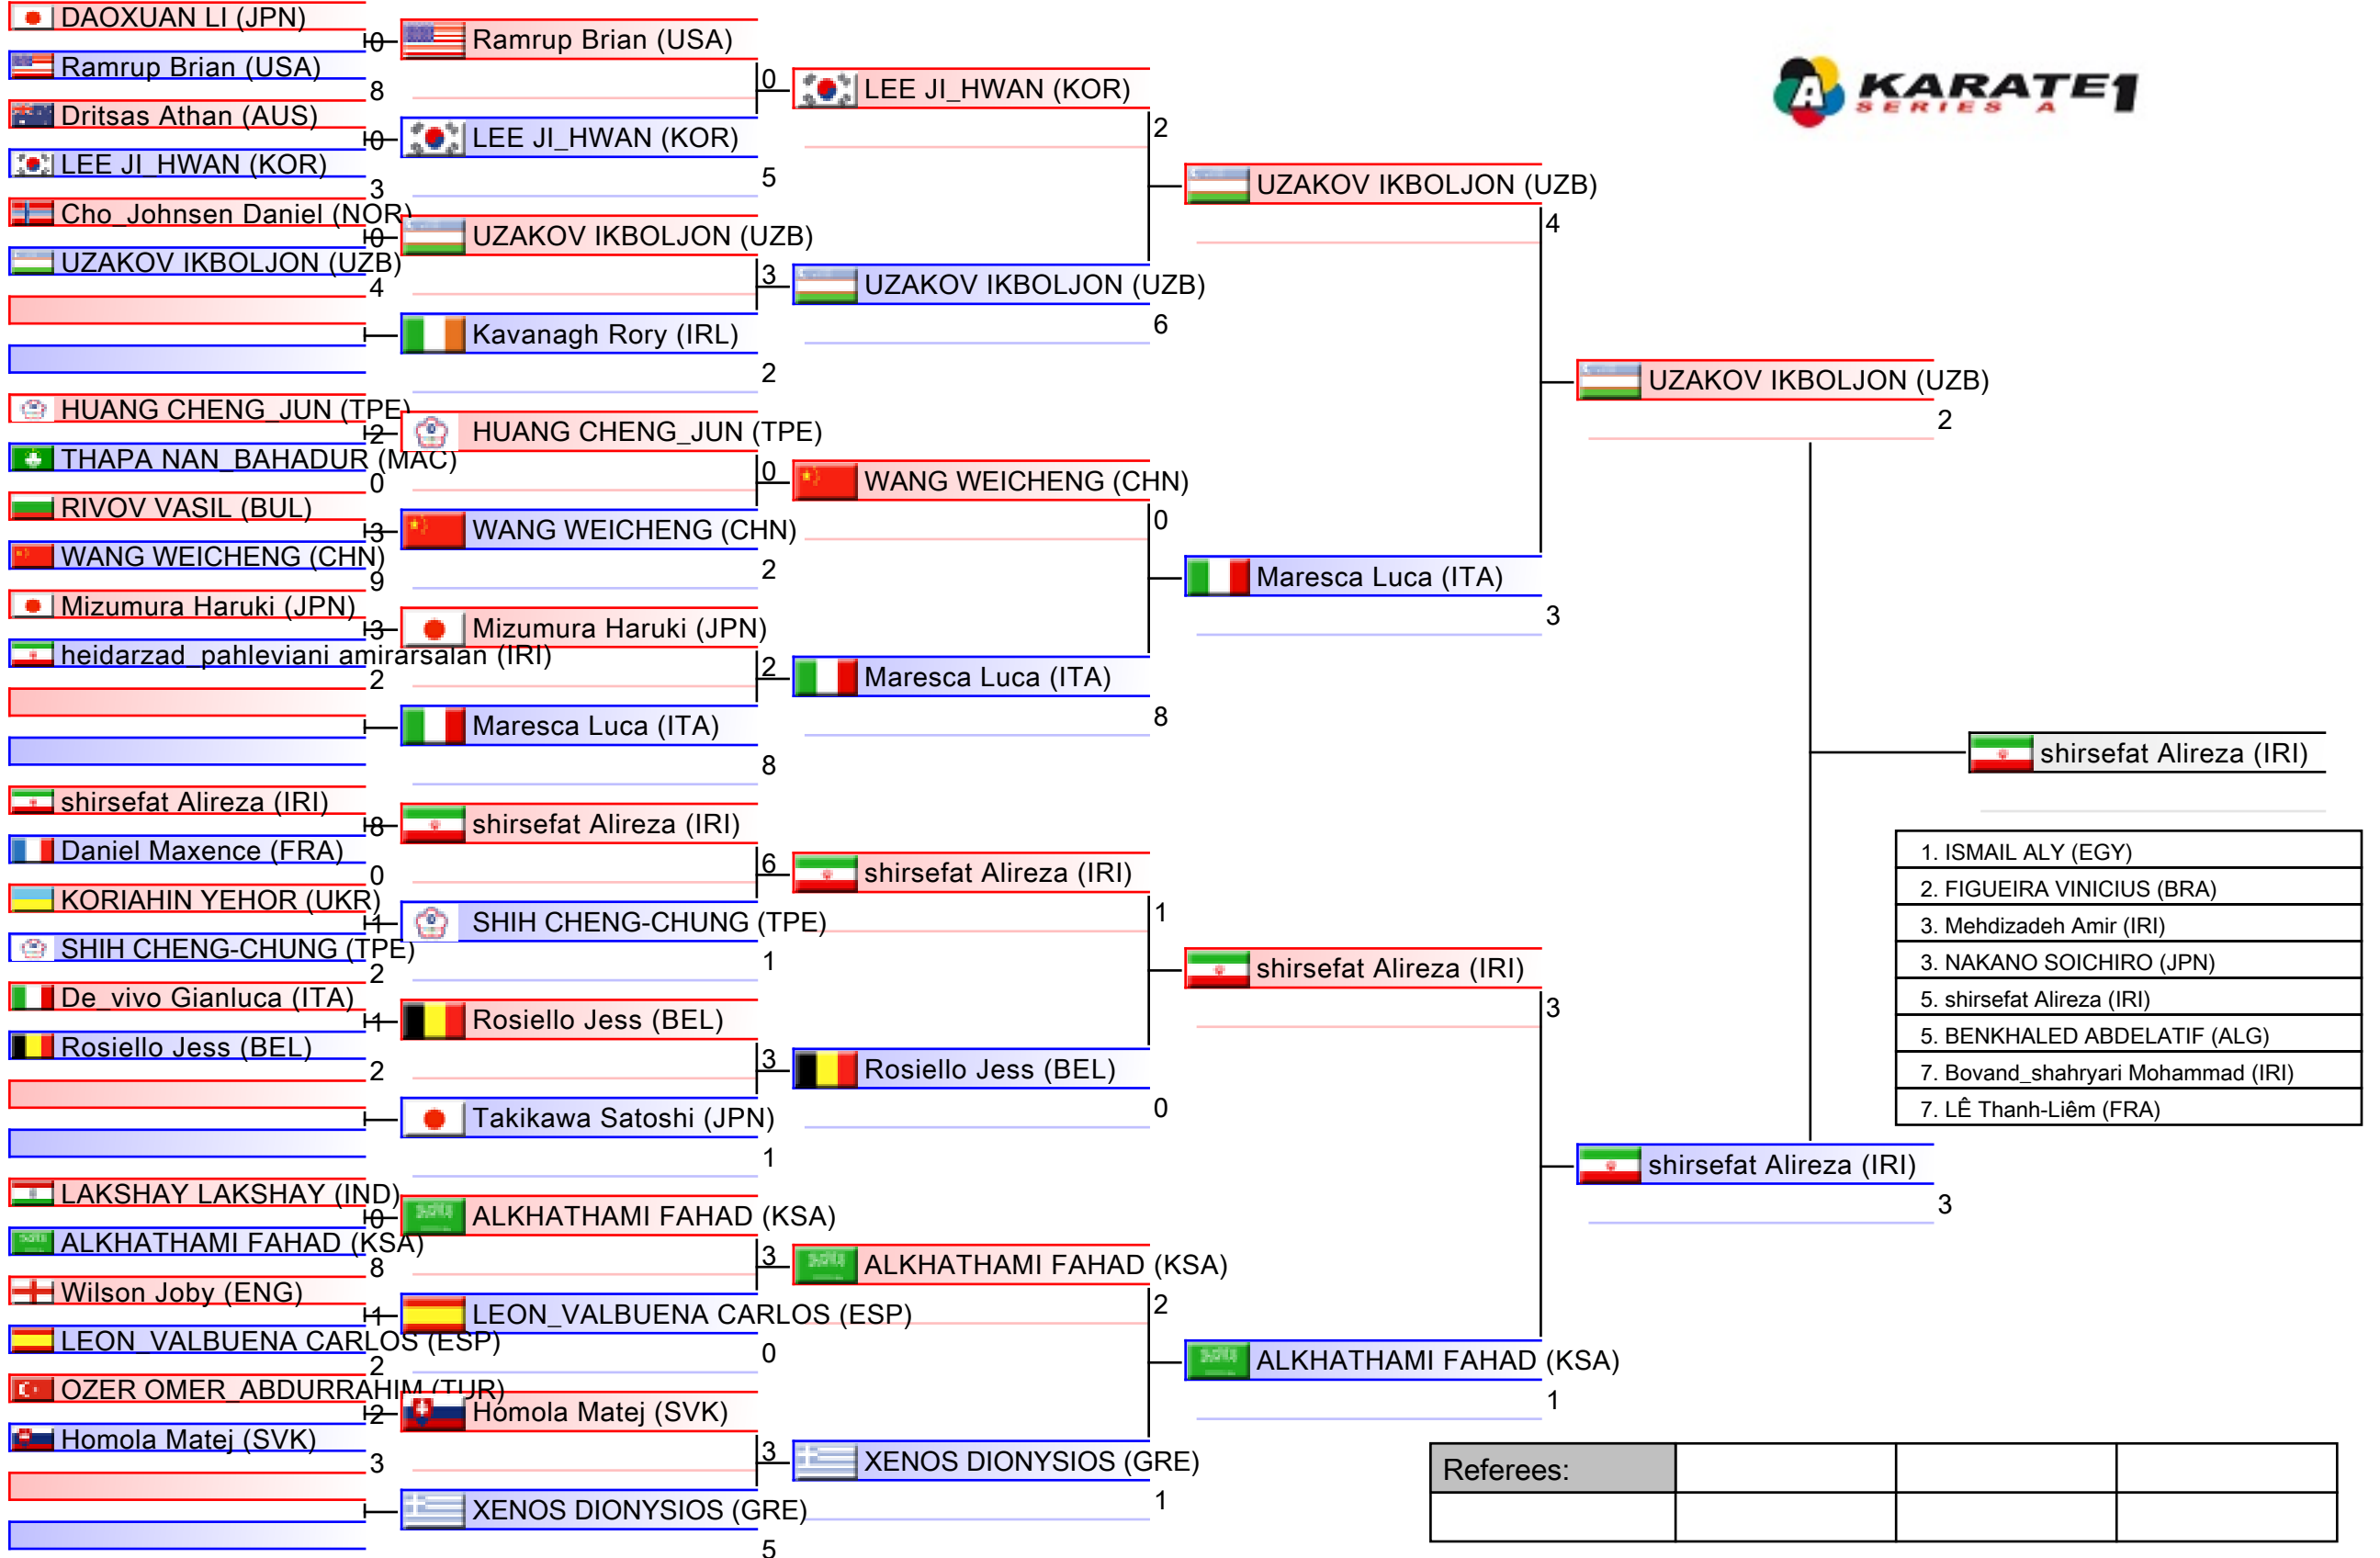 DAOXUAN LI (JPN)
0
Ramrup Brian (USA)
8
Dritsas Athan (AUS)
0
LEE JI_HWAN (KOR)
3
Cho_Johnsen Daniel (NOR)
0
UZAKOV IKBOLJON (UZB)
4
HUANG CHENG_JUN (TPE)
2
THAPA NAN_BAHADUR (MAC)
0
RIVOV VASIL (BUL)
3
WANG WEICHENG (CHN)
9
Mizumura Haruki (JPN)
3
heidarzad_pahleviani amirarsalan (IRI)
2
shirsefat Alireza (IRI)
8
Daniel Maxence (FRA)
0
KORIAHIN YEHOR (UKR)
1
SHIH CHENG-CHUNG (TPE)
2
De_vivo Gianluca (ITA)
1
Rosiello Jess (BEL)
2
LAKSHAY LAKSHAY (IND)
0
ALKHATHAMI FAHAD (KSA)
8
Wilson Joby (ENG)
1
LEON_VALBUENA CARLOS (ESP)
2
OZER OMER_ABDURRAHIM (TUR)
2
Homola Matej (SVK)
3
Ramrup Brian (USA)
0
LEE JI_HWAN (KOR)
5
UZAKOV IKBOLJON (UZB)
3
Kavanagh Rory (IRL)
2
HUANG CHENG_JUN (TPE)
0
WANG WEICHENG (CHN)
2
Mizumura Haruki (JPN)
2
Maresca Luca (ITA)
8
shirsefat Alireza (IRI)
6
SHIH CHENG-CHUNG (TPE)
1
Rosiello Jess (BEL)
3
Takikawa Satoshi (JPN)
1
ALKHATHAMI FAHAD (KSA)
3
LEON_VALBUENA CARLOS (ESP)
0
Homola Matej (SVK)
3
XENOS DIONYSIOS (GRE)
5
LEE JI_HWAN (KOR)
2
UZAKOV IKBOLJON (UZB)
6
WANG WEICHENG (CHN)
0
Maresca Luca (ITA)
8
shirsefat Alireza (IRI)
1
Rosiello Jess (BEL)
0
ALKHATHAMI FAHAD (KSA)
2
XENOS DIONYSIOS (GRE)
1
UZAKOV IKBOLJON (UZB)
4
Maresca Luca (ITA)
3
shirsefat Alireza (IRI)
3
ALKHATHAMI FAHAD (KSA)
1
UZAKOV IKBOLJON (UZB)
2
shirsefat Alireza (IRI)
3
shirsefat Alireza (IRI)
A KARATE1
SERIES A
1. ISMAIL ALY (EGY)
2. FIGUEIRA VINICIUS (BRA)
3. Mehdizadeh Amir (IRI)
3. NAKANO SOICHIRO (JPN)
5. shirsefat Alireza (IRI)
5. BENKHALED ABDELATIF (ALG)
7. Bovand_shahryari Mohammad (IRI)
7. LÊ Thanh-Liêm (FRA)
Referees: